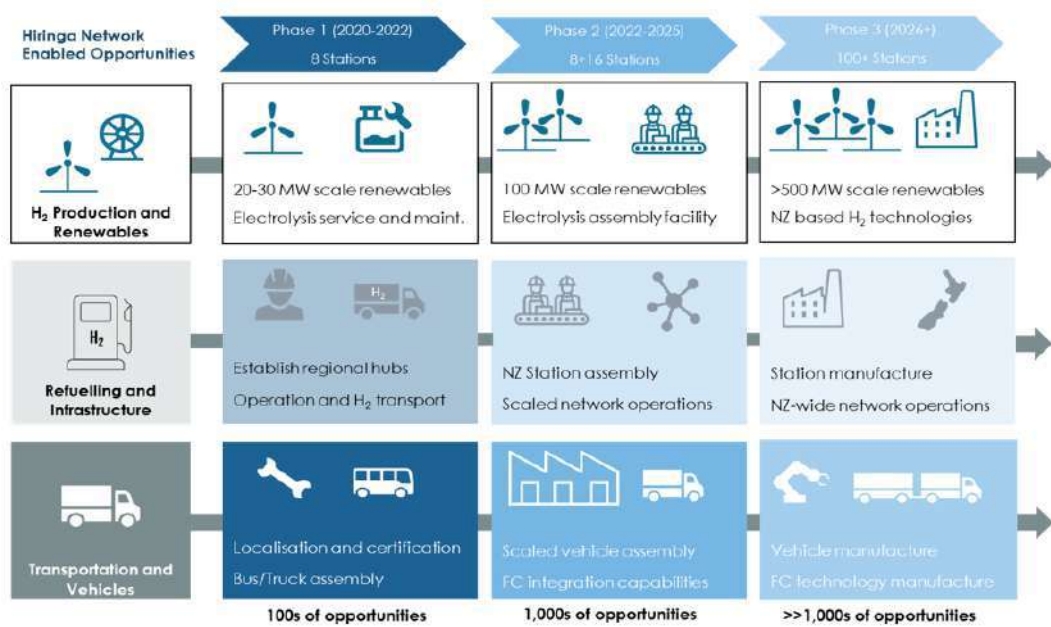 Hiringa Network
Enabled Opportunities
Phase 1 (2020-2022)
8 Stations
Phase 2 (2022-2025)
8+16 Stations
Phase 3 (2026+)
100+ Stations
H₂ Production and
Renewables
20-30 MW scale renewables
Electrolysis service and maint.
100 MW scale renewables
Electrolysis assembly facility
>500 MW scale renewables
NZ based H₂ technologies
H₂
Refuelling and
Infrastructure
H₂
Establish regional hubs
Operation and H₂ transport
NZ Station assembly
Scaled network operations
Station manufacture
NZ-wide network operations
Transportation and
Vehicles
Localisation and certification
Bus/Truck assembly
Scaled vehicle assembly
FC integration capabilities
Vehicle manufacture
FC technology manufacture
100s of opportunities
1,000s of opportunities
>>1,000s of opportunities